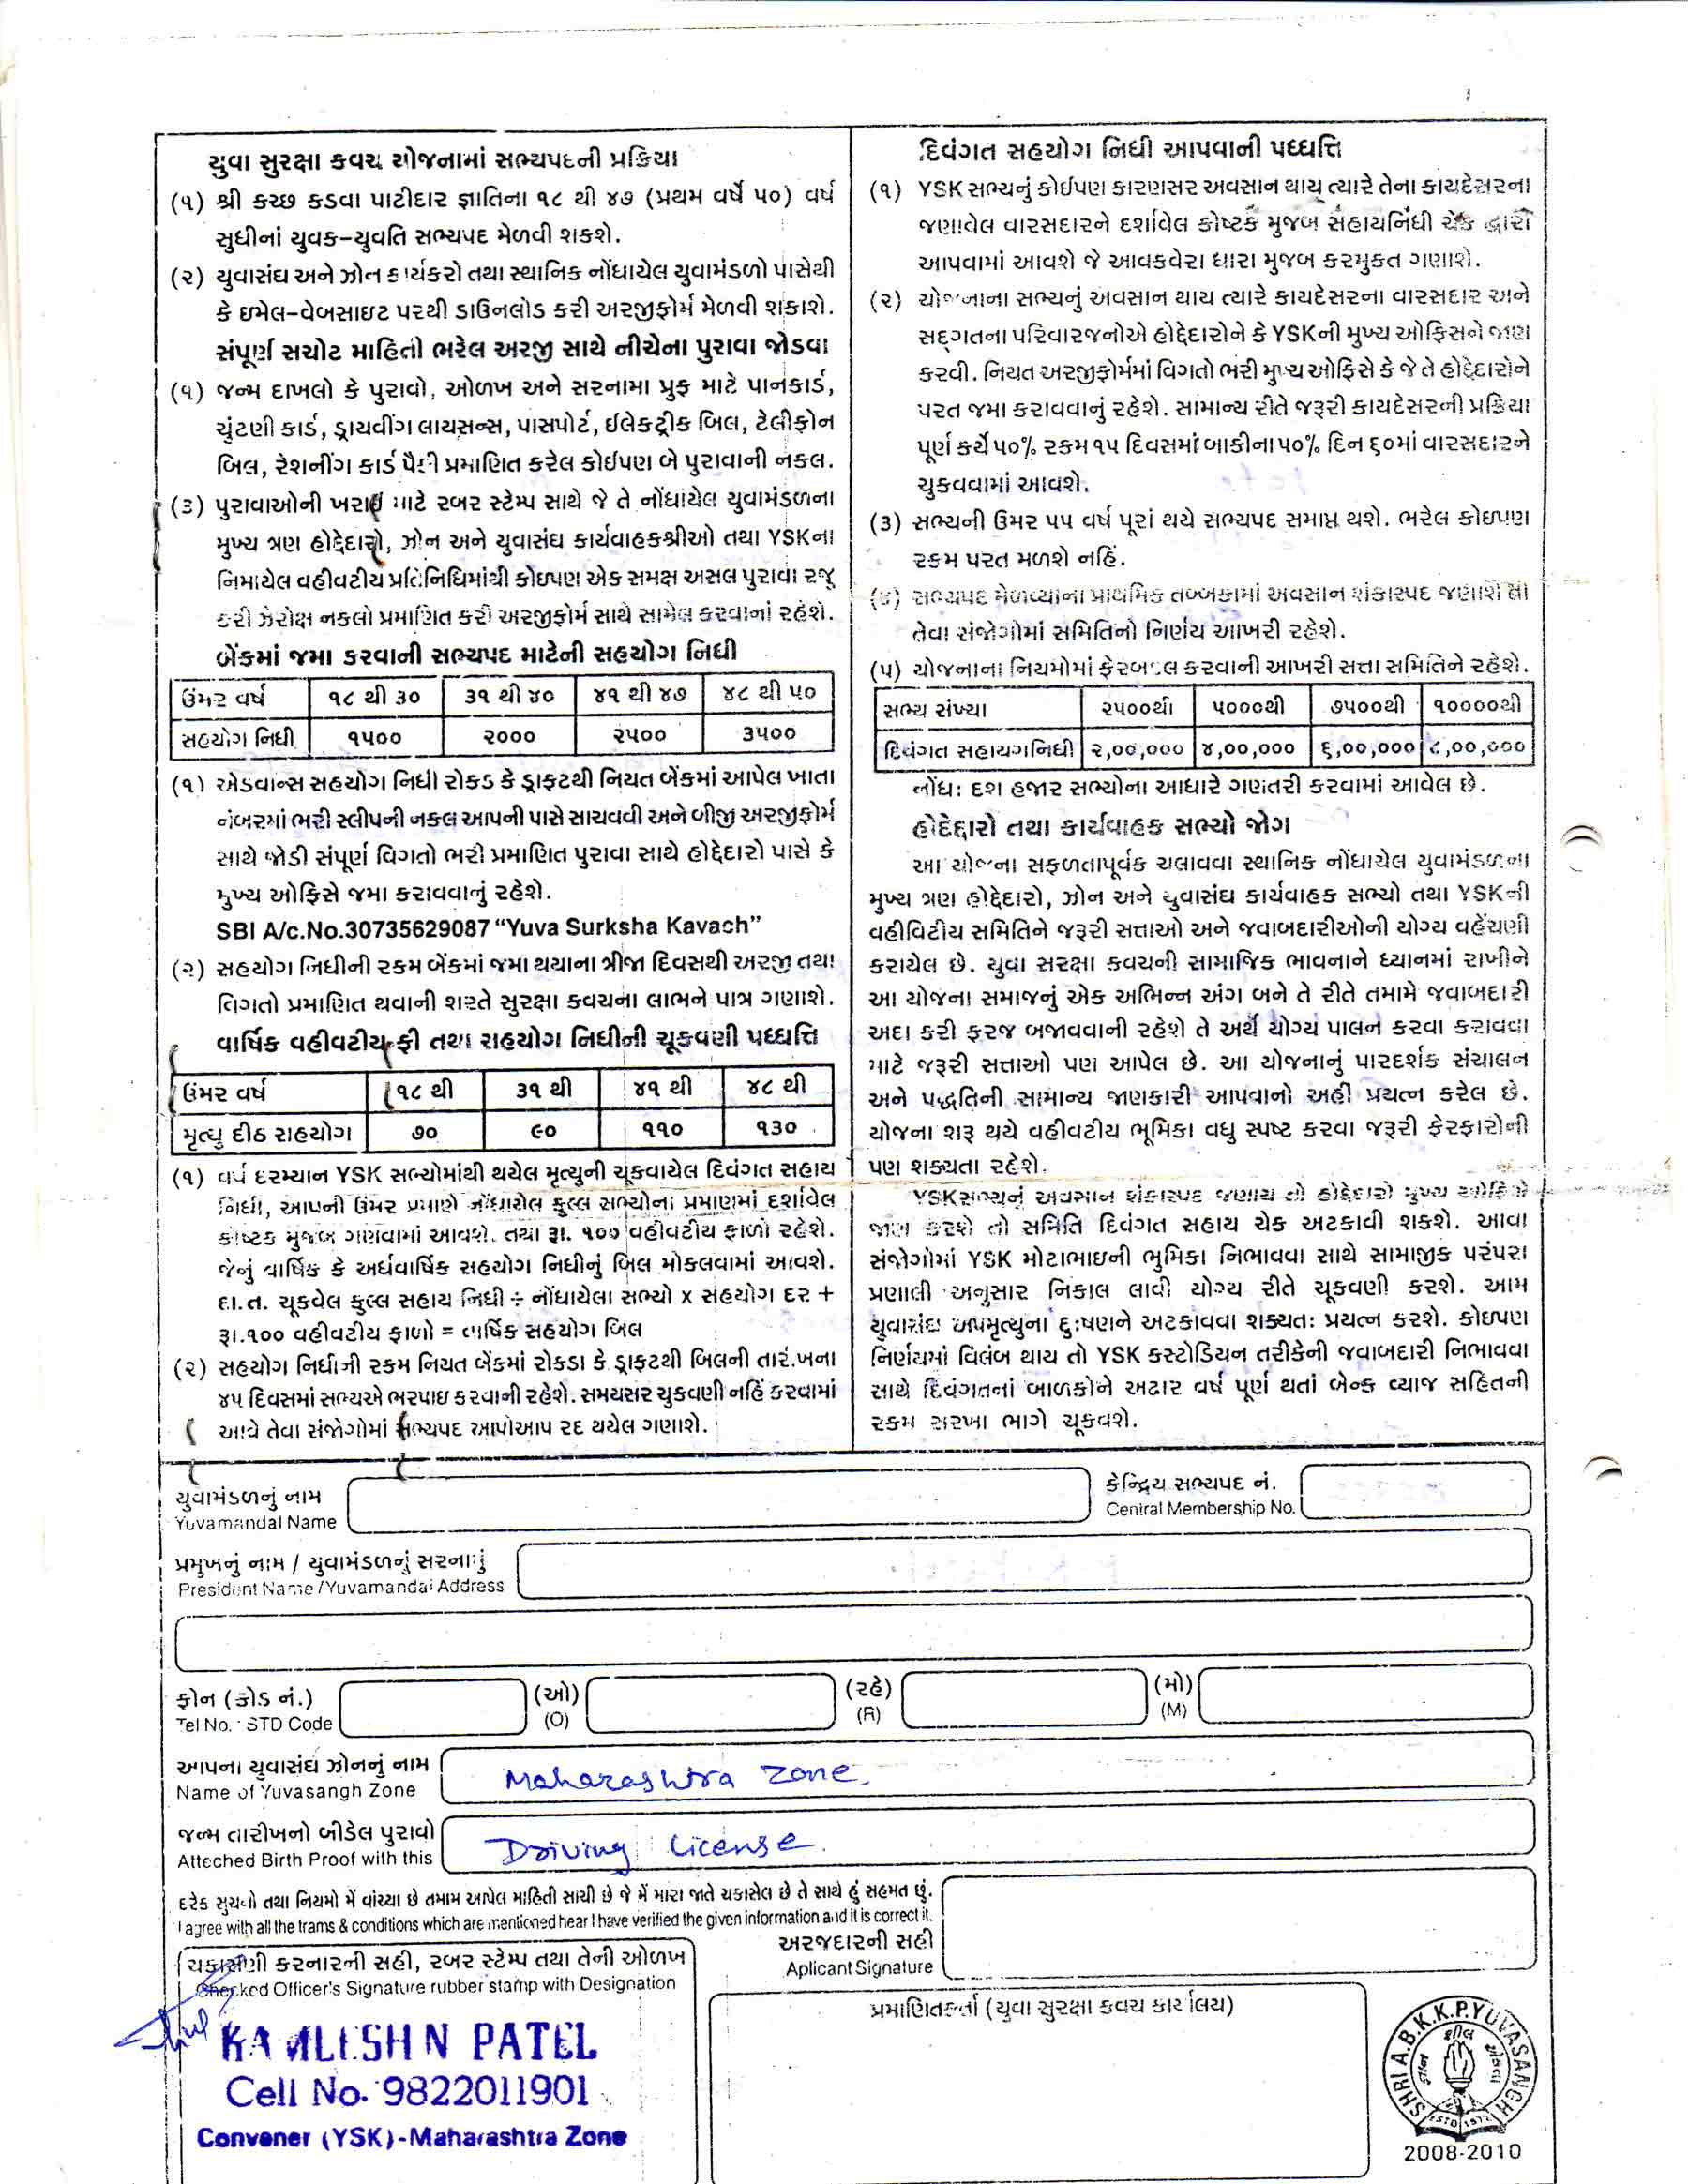 યુવા સુરક્ષા કવચ યોજનામાં સભ્યપદની પ્રક્રિયા
(૧) શ્રી કચ્છ કડવા પાટીદાર જ્ઞાતિના ૧૮ થી ૪૭ (પ્રથમ વર્ષે ૫૦) વર્ષ
સુધીનાં યુવક-યુવતિ સભ્યપદ મેળવી શકશે.
(૨) યુવાસંઘ અને ઝોન કાર્યકરો તથા સ્થાનિક નોંધાયેલ યુવામંડળો પાસેથી
કે ઇમેલ-વેબસાઇટ પરથી ડાઉનલોડ કરી અરજીફોર્મ મેળવી શકાશે.
સંપૂર્ણ સચોટ માહિતી ભરેલ અરજી સાથે નીચેના પુરાવા જોડવા
(૧) જન્મ દાખલો કે પુરાવો, ઓળખ અને સરનામા પ્રુફ માટે પાનકાર્ડ,
ચુંટણી કાર્ડ, ડ્રાયવીંગ લાયસન્સ, પાસપોર્ટ, ઈલેકટ્રીક બિલ, ટેલીફોન
બિલ, રેશનીંગ કાર્ડ પૈકી પ્રમાણિત કરેલ કોઈપણ બે પુરાવાની નકલ.
(૩) પુરાવાઓની ખરાઈ માટે રબર સ્ટેમ્પ સાથે જે તે નોંધાયેલ યુવામંડળના
મુખ્ય ત્રણ હોદ્દેદારો, ઝોન અને યુવાસંઘ કાર્યવાહકશ્રીઓ તથા YSKના
નિમાયેલ વહીવટીય પ્રતિનિધિમાંથી કોઇપણ એક સમક્ષ અસલ પુરાવા રજૂ
કરી ઝેરોક્ષ નકલો પ્રમાણિત કરી અરજીફોર્મ સાથે સામેલ કરવાનાં રહેશે.
બેંકમાં જમા કરવાની સભ્યપદ માટેની સહયોગ નિધી
ઉંમર વર્ષ ૧૮ થી ૩૦ ૩૧ થી ૪૦ ૪૧ થી ૪૭ ૪૮ થી ૫૦
સહયોગ નિધી ૧૫૦૦ ૨૦૦૦ ૨૫૦૦ ૩૫૦૦
(૧) એડવાન્સ સહયોગ નિધી રોકડ કે ડ્રાફટથી નિયત બેંકમાં આપેલ ખાતા
નંબરમાં ભરી સ્લીપની નકલ આપની પાસે સાચવવી અને બીજી અરજીફોર્મ
સાથે જોડી સંપૂર્ણ વિગતો ભરી પ્રમાણિત પુરાવા સાથે હોદ્દેદારો પાસે કે
મુખ્ય ઓફિસે જમા કરાવવાનું રહેશે.
SBI A/c.No.30735629087 “Yuva Surksha Kavach”
(૨) સહયોગ નિધીની રકમ બેંકમાં જમા થયાના ત્રીજા દિવસથી અરજી તથા
વિગતો પ્રમાણિત થવાની શરતે સુરક્ષા કવચના લાભને પાત્ર ગણાશે.
વાર્ષિક વહીવટીય ફી તથા સહયોગ નિધીની ચૂકવણી પધ્ધત્તિ
ઉંમર વર્ષ ૧૮ થી ૩૧ થી ૪૧ થી ૪૮ થી
મૃત્યુ દીઠ સહયોગ ૭૦ ૯૦ ૧૧૦ ૧૩૦
(૧) વર્ષ દરમ્યાન YSK સભ્યોમાંથી થયેલ મૃત્યુની ચૂકવાયેલ દિવંગત સહાય
નિધી, આપની ઉંમર પ્રમાણે નોંધાયેલ કુલ્લ સભ્યોના પ્રમાણમાં દર્શાવેલ
કોષ્ટક મુજબ ગણવામાં આવશે. તથા રૂા. ૧૦૦ વહીવટીય ફાળો રહેશે.
જેનું વાર્ષિક કે અર્ધવાર્ષિક સહયોગ નિધીનું બિલ મોકલવામાં આવશે.
દા.ત. ચૂકવેલ કુલ્લ સહાય નિધી ÷ નોંધાયેલા સભ્યો x સહયોગ દર +
રૂા.૧૦૦ વહીવટીય ફાળો = વાર્ષિક સહયોગ બિલ
(૨) સહયોગ નિધીની રકમ નિયત બેંકમાં રોકડા કે ડ્રાફટથી બિલની તારીખના
૪૫ દિવસમાં સભ્યએ ભરપાઇ કરવાની રહેશે. સમયસર ચુકવણી નહિં કરવામાં
આવે તેવા સંજોગોમાં સભ્યપદ આપોઆપ રદ થયેલ ગણાશે.
દિવંગત સહયોગ નિધી આપવાની પધ્ધત્તિ
(૧) YSK સભ્યનું કોઈપણ કારણસર અવસાન થાય ત્યારે તેના કાયદેસરના
જણાવેલ વારસદારને દર્શાવેલ કોષ્ટક મુજબ સહાયનિધી ચેક દ્વારા
આપવામાં આવશે જે આવકવેરા ધારા મુજબ કરમુકત ગણાશે.
(૨) યોજનાના સભ્યનું અવસાન થાય ત્યારે કાયદેસરના વારસદાર અને
સદ્‌ગતના પરિવારજનોએ હોદ્દેદારોને કે YSKની મુખ્ય ઓફિસને જાણ
કરવી. નિયત અરજીફોર્મમાં વિગતો ભરી મુખ્ય ઓફિસે કે જે તે હોદ્દેદારોને
પરત જમા કરાવવાનું રહેશે. સામાન્ય રીતે જરૂરી કાયદેસરની પ્રક્રિયા
પૂર્ણ કર્યે ૫૦% રકમ ૧૫ દિવસમાં બાકીના ૫૦% દિન ૬૦માં વારસદારને
ચુકવવામાં આવશે.
(૩) સભ્યની ઉંમર ૫૫ વર્ષ પૂરાં થયે સભ્યપદ સમાપ્ત થશે. ભરેલ કોઇપણ
રકમ પરત મળશે નહિં.
(૪) સભ્યપદ મેળવ્યાના પ્રાથમિક તબ્બકામાં અવસાન શંકાસ્પદ જણાશે તો
તેવા સંજોગોમાં સમિતિનો નિર્ણય આખરી રહેશે.
(૫) યોજનાના નિયમોમાં ફેરબદલ કરવાની આખરી સત્તા સમિતિને રહેશે.
સભ્ય સંખ્યા ૨૫૦૦થી ૫૦૦૦થી ૭૫૦૦થી ૧૦૦૦૦થી
દિવંગત સહાયગનિધી ૨,૦૦,૦૦૦ ૪,૦૦,૦૦૦ ૬,૦૦,૦૦૦ ૮,૦૦,૦૦૦
નોંધ: દશ હજાર સભ્યોના આધારે ગણતરી કરવામાં આવેલ છે.
હોદેદ્દારો તથા કાર્યવાહક સભ્યો જોગ
આ યોજના સફળતાપૂર્વક ચલાવવા સ્થાનિક નોંધાયેલ યુવામંડળના
મુખ્ય ત્રણ હોદ્દેદારો, ઝોન અને યુવાસંઘ કાર્યવાહક સભ્યો તથા YSKની
વહીવિટીય સમિતિને જરૂરી સત્તાઓ અને જવાબદારીઓની યોગ્ય વહેંચણી
કરાયેલ છે. યુવા સરક્ષા કવચની સામાજિક ભાવનાને ધ્યાનમાં રાખીને
આ યોજના સમાજનું એક અભિન્ન અંગ બને તે રીતે તમામે જવાબદારી
અદા કરી ફરજ બજાવવાની રહેશે તે અર્થે યોગ્ય પાલન કરવા કરાવવા
માટે જરૂરી સત્તાઓ પણ આપેલ છે. આ યોજનાનું પારદર્શક સંચાલન
અને પદ્ધતિની સામાન્ય જાણકારી આપવાનો અહીં પ્રયત્ન કરેલ છે.
યોજના શરૂ થયે વહીવટીય ભૂમિકા વધુ સ્પષ્ટ કરવા જરૂરી ફેરફારોની
પણ શક્યતા રહેશે.
YSKસભ્યનું અવસાન શંકાસ્પદ જણાય તો હોદ્દેદારો મુખ્ય ઓફિસે
જાણ કરશે તો સમિતિ દિવંગત સહાય ચેક અટકાવી શકશે. આવા
સંજોગોમાં YSK મોટાભાઇની ભુમિકા નિભાવવા સાથે સામાજીક પરંપરા
પ્રણાલી અનુસાર નિકાલ લાવી યોગ્ય રીતે ચૂકવણી કરશે. આમ
યુવાસંઘ અપમૃત્યુનાં દુઃષણને અટકાવવા શક્યતઃ પ્રયત્ન કરશે. કોઇપણ
નિર્ણયમાં વિલંબ થાય તો YSK કસ્ટોડિયન તરીકેની જવાબદારી નિભાવવા
સાથે દિવંગતનાં બાળકોને અઢાર વર્ષ પૂર્ણ થતાં બેન્ક વ્યાજ સહિતની
રકમ સરખા ભાગે ચૂકવશે.
યુવામંડળનું નામ
Yuvamandal Name
કેન્દ્રિય સભ્યપદ નં.
Central Membership No.
પ્રમુખનું નામ / યુવામંડળનું સરનામું
President Name /Yuvamandal Address
ફોન (કોડ નં.) (ઓ) (રહે) (મો)
Tel No. : STD Code (O) (R) (M)
આપના યુવાસંઘ ઝોનનું નામ
Name of Yuvasangh Zone
Maharashtra Zone.
જન્મ તારીખનો બીડેલ પુરાવો
Atteched Birth Proof with this
Driving License.
દરેક સુચનો તથા નિયમો મેં વાંચ્યા છે તમામ આપેલ માહિતી સાચી છે જે મેં મારા જાતે ચકાસેલ છે તે સાથે હું સહમત છું.
I agree with all the trams & conditions which are mentioned hear I have verified the given information and it is correct it.
અરજદારની સહી
Aplicant Signature
ચકાસણી કરનારની સહી, રબર સ્ટેમ્પ તથા તેની ઓળખ
Checked Officer's Signature rubber stamp with Designation
KAMLESH N PATEL
Cell No. 9822011901
Convener (YSK)-Maharashtra Zone
પ્રમાણિતકર્તા (યુવા સુરક્ષા કવચ કાર્યાલય)
SHRI A.B.K.K.P.YUVASANGH
2008-2010